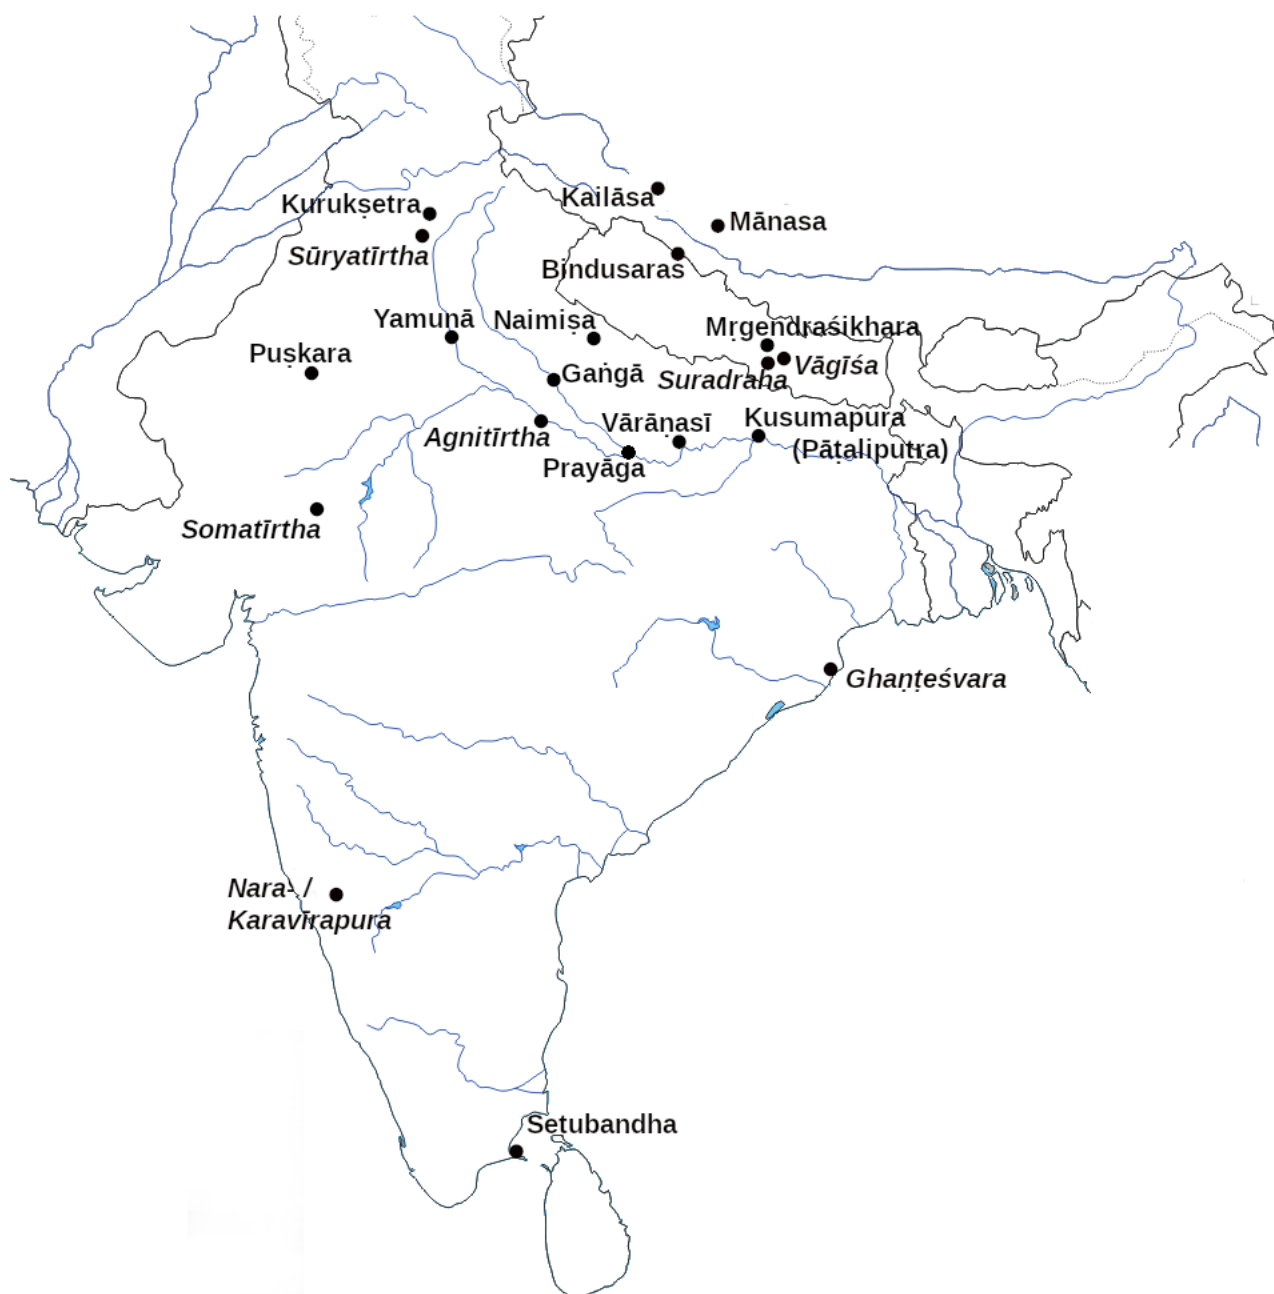 Kailāsa
Kurukṣetra
Mānasa
Sūryatīrtha
Bindusaras
Yamunā
Naimiṣa
Mṛgendraśikhara
Puṣkara
Vāgīśa
Gaṅgā
Suradraha
Kusumapura
(Pāṭaliputra)
Vārāṇasī
Agnitīrtha
Prayāga
Somatīrtha
Ghaṇṭeśvara
Nara- /
Karavīrapura
Setubandha